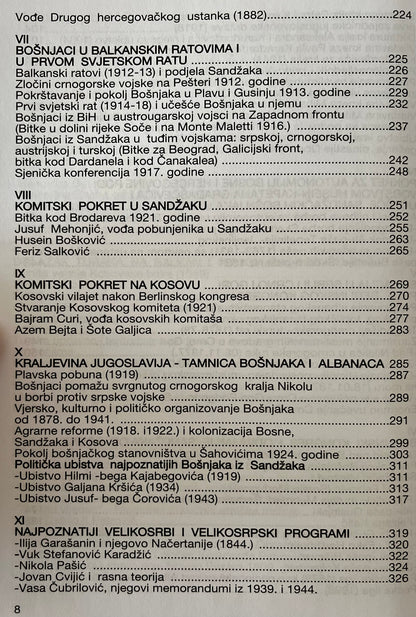 Vođe Drugog hercegovačkog ustanka (1882)....................224
VII
BOŠNJACI U BALKANSKIM RATOVIMA I
U PRVOM SVJETSKOM RATU ....................225
Balkanski ratovi (1912-13) i podjela Sandžaka ....................226
Zločini crnogorske vojske na Pešteri 1912. godine ....................227
Pokrštavanje i pokolj Bošnjaka u Plavu i Gusinju 1913. godine ....................229
Prvi svjetski rat (1914-18) i učešće Bošnjaka u njemu ....................232
Bošnjaci iz BiH u austrougarskoj vojsci na Zapadnom frontu
(Bitke u dolini rijeke Soče i na Monte Maletti 1916.) ....................237
Bošnjaci iz Sandžaka u tuđim vojskama: srpskoj, crnogorskoj,
austrijskoj i turskoj (Bitke za Beograd, Galicijski front,
bitka kod Dardanela i kod Čanakalea) ....................242
Sjenička konferencija 1917. godine ....................248
VIII
KOMITSKI POKRET U SANDŽAKU ....................251
Bitka kod Brodareva 1921. godine ....................252
Jusuf Mehonjić, vođa pobunjenika u Sandžaku ....................255
Husein Bošković ....................263
Feriz Salković ....................265
IX
KOMITSKI POKRET NA KOSOVU ....................269
Kosovski vilajet nakon Berlinskog kongresa ....................270
Stvaranje Kosovskog komiteta (1921) ....................274
Bajram Curi, vođa kosovskih komitaša ....................277
Azem Bejta i Šote Galjica ....................283
X
KRALJEVINA JUGOSLAVIJA - TAMNICA BOŠNJAKA I ALBANACA 285
Plavska pobuna (1919) ....................287
Bošnjaci pomažu svrgnutog crnogorskog kralja Nikolu
u borbi protiv srpske vojske ....................289
Vjersko, kulturno i političko organizovanje Bošnjaka
od 1878. do 1941. ....................291
Agrarne reforme (1918. i1922.) i kolonizacija Bosne,
Sandžaka i Kosova ....................299
Pokolj bošnjačkog stanovništva u Šahovićima 1924. godine ....................303
Politička ubistva najpoznatijih Bošnjaka iz Sandžaka ....................311
-Ubistvo Hilmi -bega Kajabegovića (1919) ....................311
-Ubistvo Galjana Kršića (1934) ....................313
-Ubistvo Jusuf- bega Čorovića (1943) ....................317
XI
NAJPOZNATIJI VELIKOSRBI I VELIKOSRPSKI PROGRAMI ....................319
-Ilija Garašanin i njegovo Načertanije (1844.) ....................320
-Vuk Stefanović Karadžić ....................322
-Nikola Pašić ....................324
-Jovan Cvijić i rasna teorija ....................326
-Vasa Čubrilović, njegovi memorandumi iz 1939. i 1944.
8